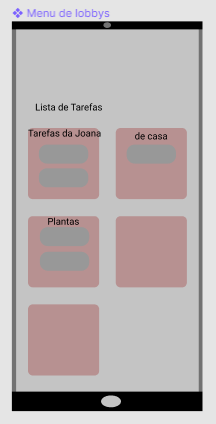 Menu de lobbys
Lista de Tarefas
Tarefas da Joana
de casa
Plantas